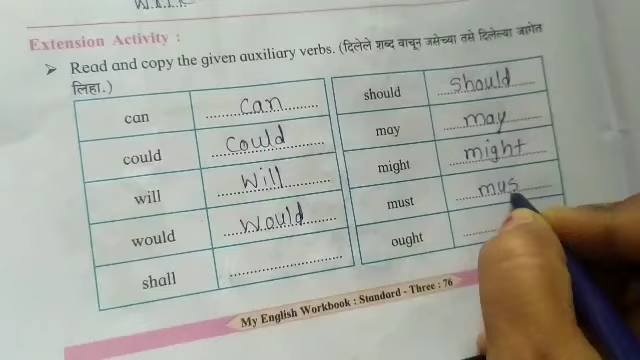 Extension Activity :
➤ Read and copy the given auxiliary verbs. (दिलेले शब्द वाचून जसेच्या तसे दिलेल्या जागेत
लिहा.)
can can
could could
will will
would would
shall
should should
may may
might might
must mus
ought
My English Workbook : Standard - Three : 76